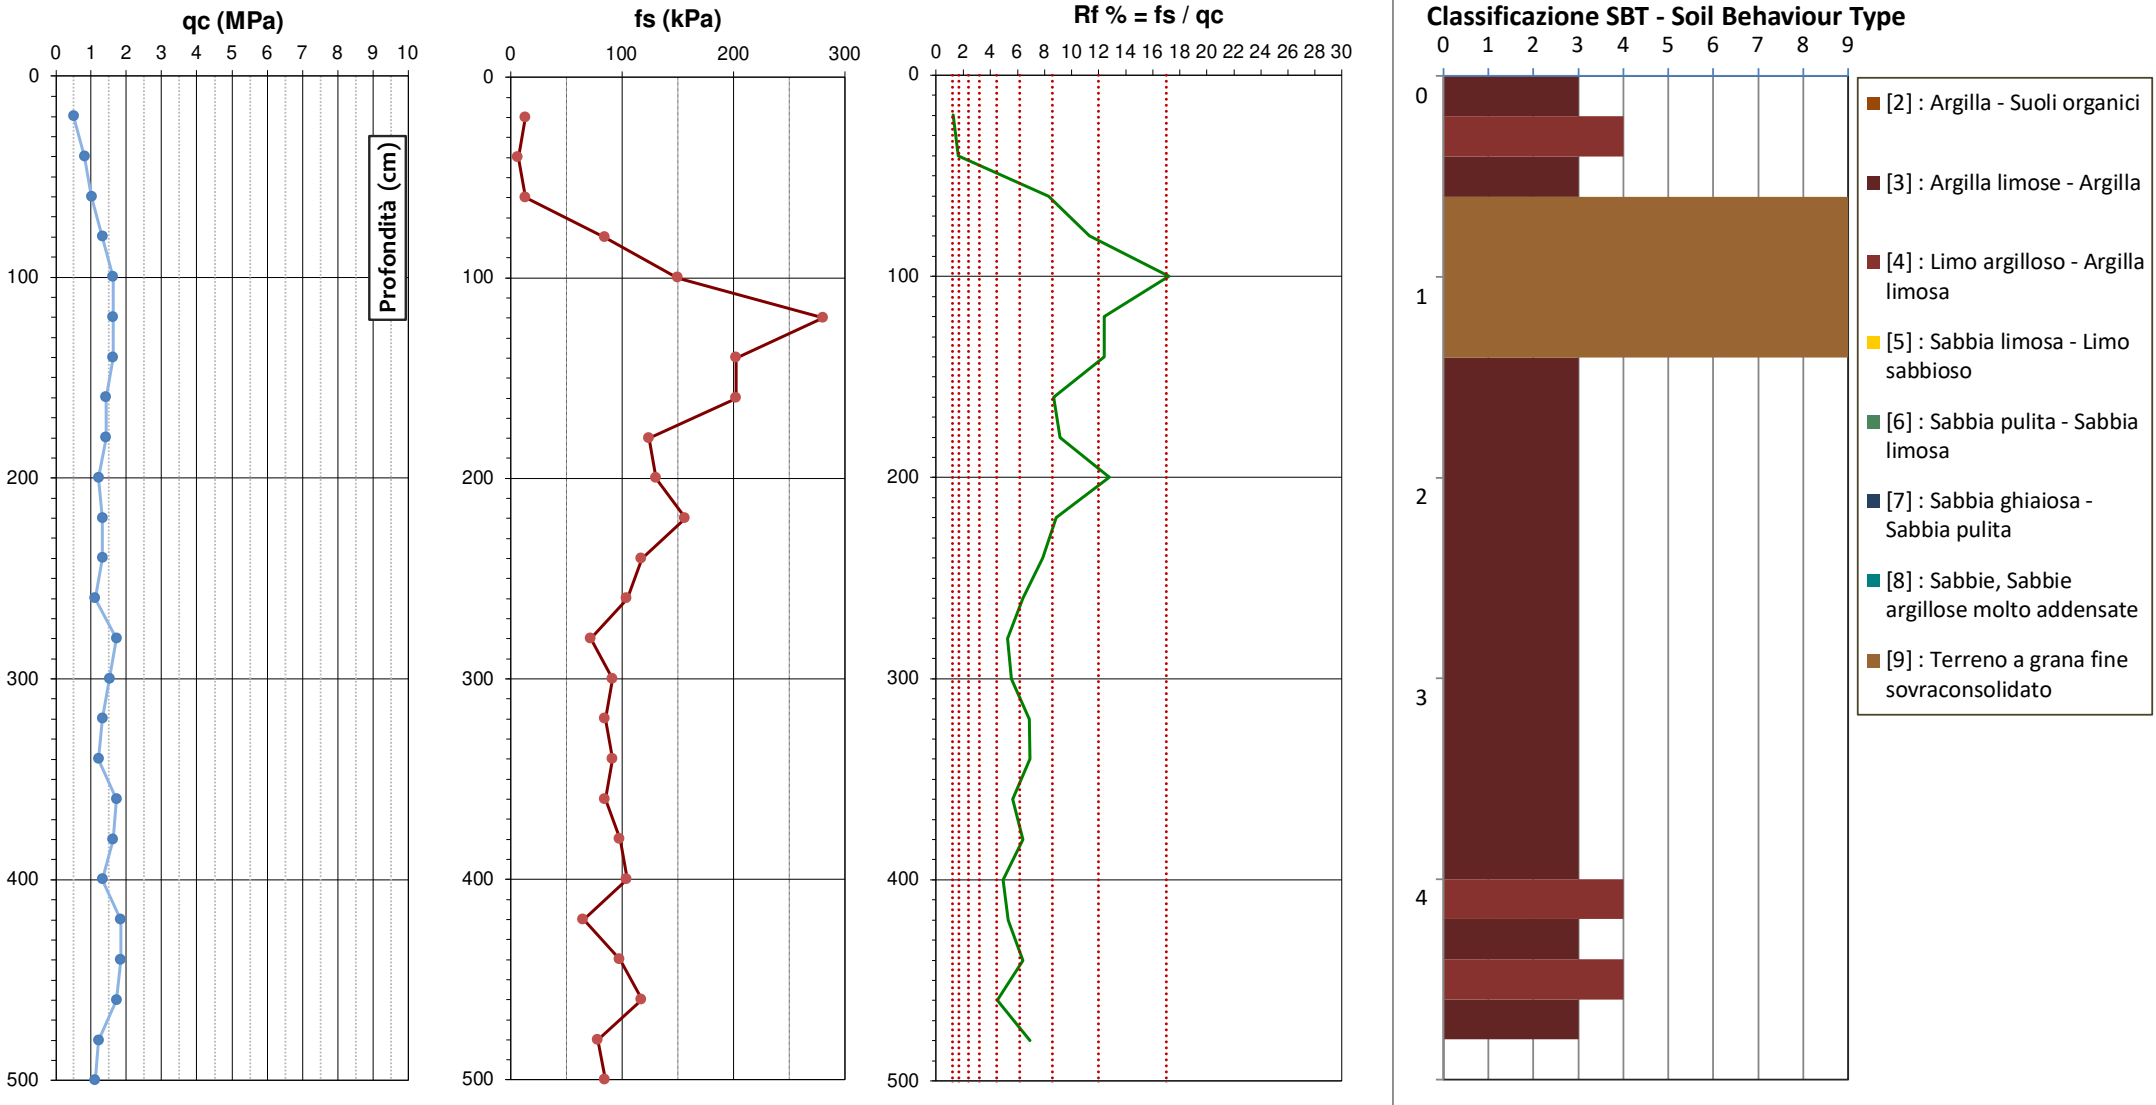 qc (MPa)
0 1 2 3 4 5 6 7 8 9 10
0
100
200
300
400
500
Profondità (cm)
fs (kPa)
0 100 200 300
0
100
200
300
400
500
Rf % = fs / qc
0 2 4 6 8 10 12 14 16 18 20 22 24 26 28 30
0
100
200
300
400
500
Classificazione SBT - Soil Behaviour Type
0 1 2 3 4 5 6 7 8 9
0
1
2
3
4
[2] : Argilla - Suoli organici
[3] : Argilla limose - Argilla
[4] : Limo argilloso - Argilla
limosa
[5] : Sabbia limosa - Limo
sabbioso
[6] : Sabbia pulita - Sabbia
limosa
[7] : Sabbia ghiaiosa -
Sabbia pulita
[8] : Sabbie, Sabbie
argillose molto addensate
[9] : Terreno a grana fine
sovraconsolidato